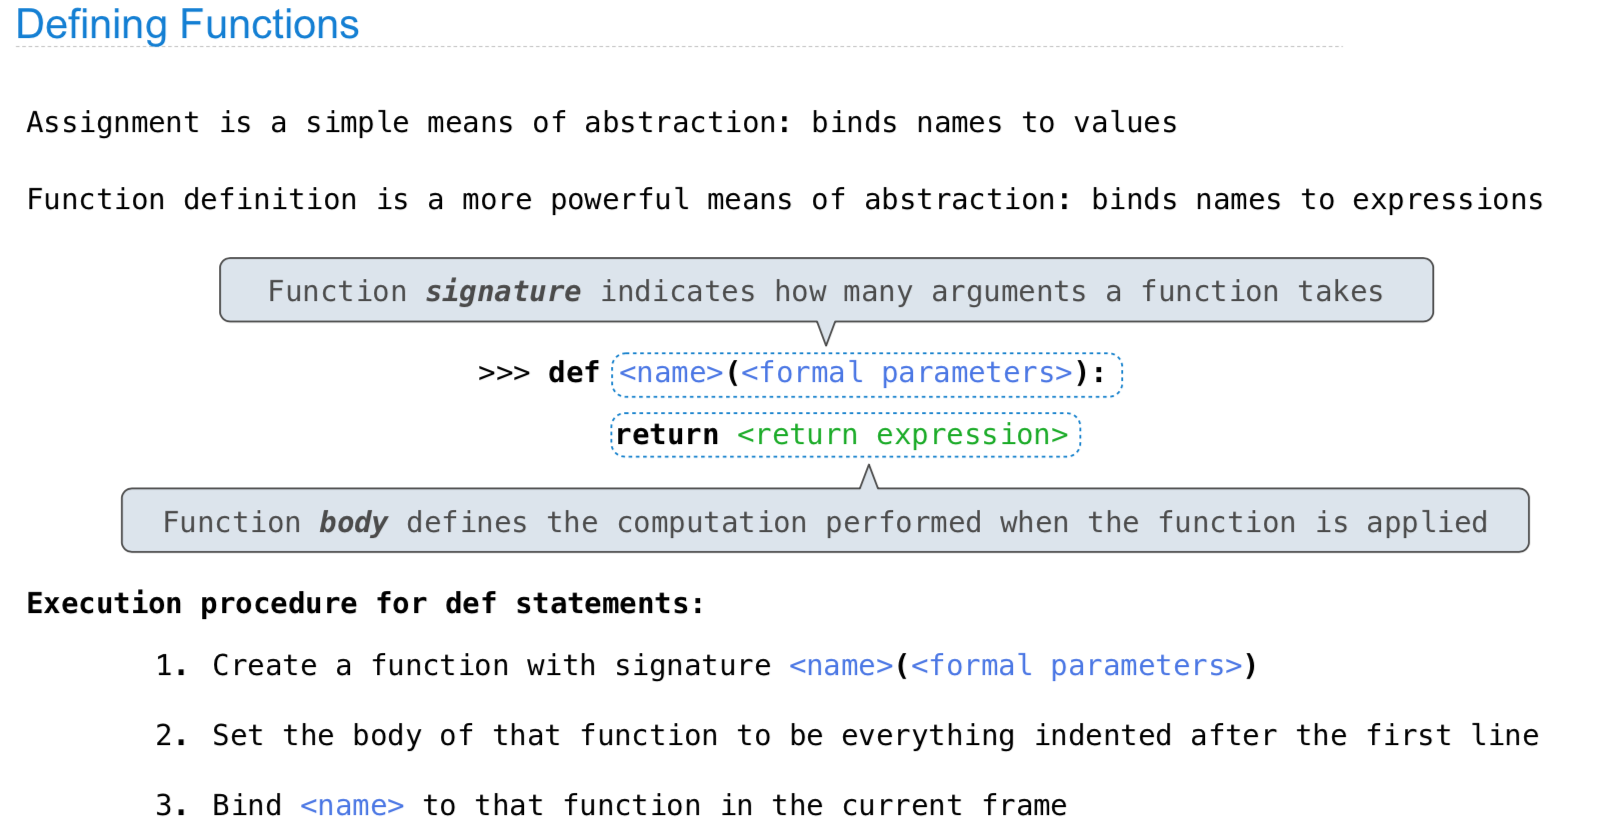 Defining Functions
Assignment is a simple means of abstraction: binds names to values
Function definition is a more powerful means of abstraction: binds names to expressions
Function signature indicates how many arguments a function takes
>>> def <name>(<formal parameters>):
return <return expression>
Function body defines the computation performed when the function is applied
Execution procedure for def statements:
1. Create a function with signature <name>(<formal parameters>)
2. Set the body of that function to be everything indented after the first line
3. Bind <name> to that function in the current frame